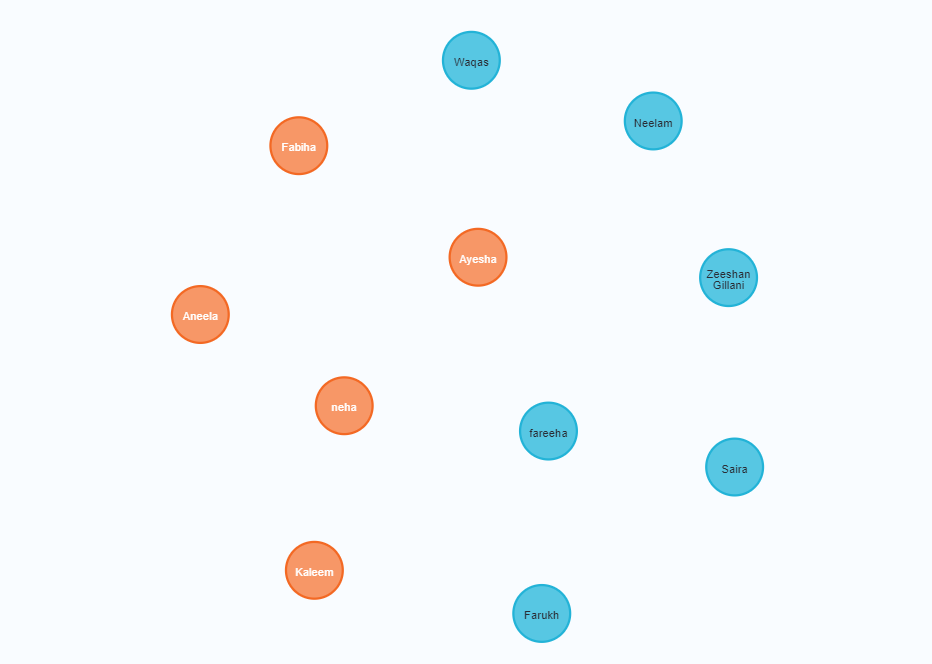 Waqas
Neelam
Fabiha
Ayesha
Zeeshan
Gillani
Aneela
neha
fareeha
Saira
Kaleem
Farukh